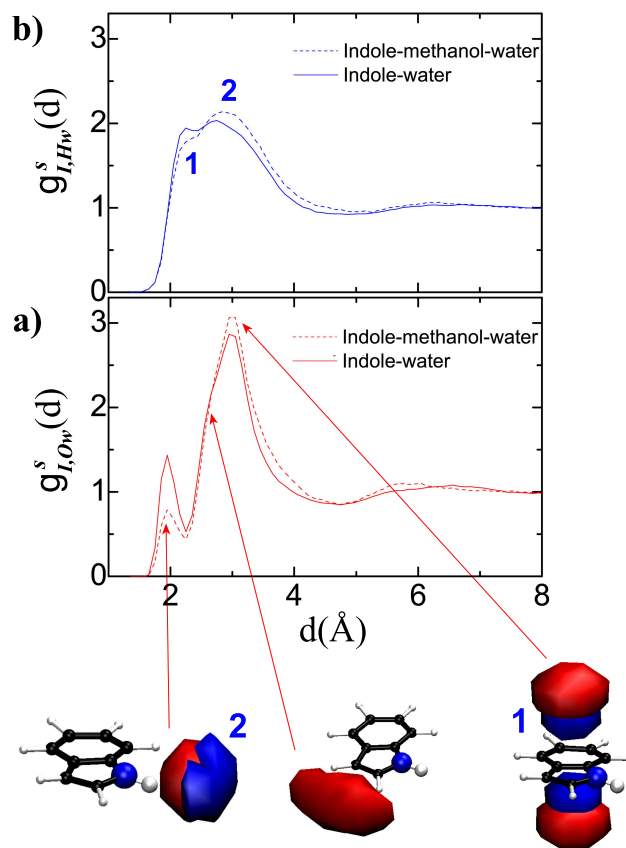 b)
3
2
1
0
g^s_{I,Hw}(d)
Indole-methanol-water
Indole-water
2
1
a)
3
2
1
0
g^s_{I,Ow}(d)
Indole-methanol-water
Indole-water
2 4 6 8
d(Å)
2
1